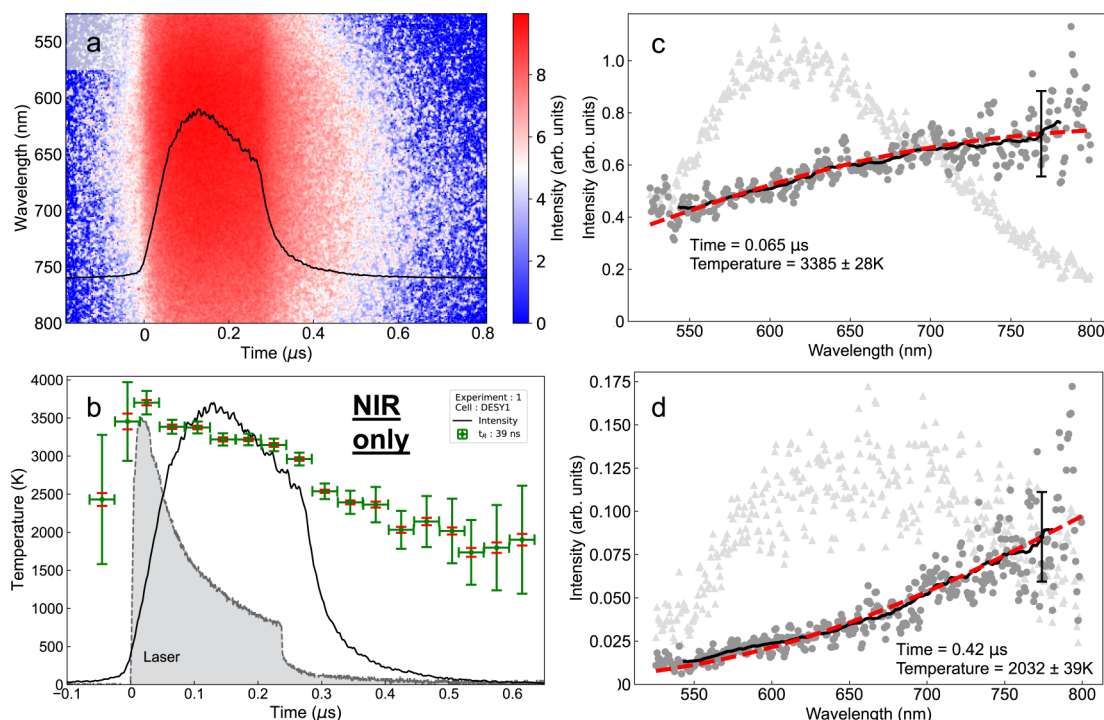 a
550
600
650
700
750
800
Wavelength (nm)
0
0.2
0.4
0.6
0.8
Time (μs)
8
6
4
2
0
Intensity (arb. units)
c
1.0
0.8
0.6
0.4
0.2
0
Intensity (arb. units)
Time = 0.065 μs
Temperature = 3385 ± 28K
550
600
650
700
750
800
Wavelength (nm)
b
4000
3500
3000
2500
2000
1500
1000
500
0
Temperature (K)
NIR
only
Experiment : 1
Cell : DESY1
Intensity
tR : 39 ns
Laser
−0.1
0
0.1
0.2
0.3
0.4
0.5
0.6
Time (μs)
d
0.175
0.150
0.125
0.100
0.075
0.050
0.025
0
Intensity (arb. units)
Time = 0.42 μs
Temperature = 2032 ± 39K
550
600
650
700
750
800
Wavelength (nm)